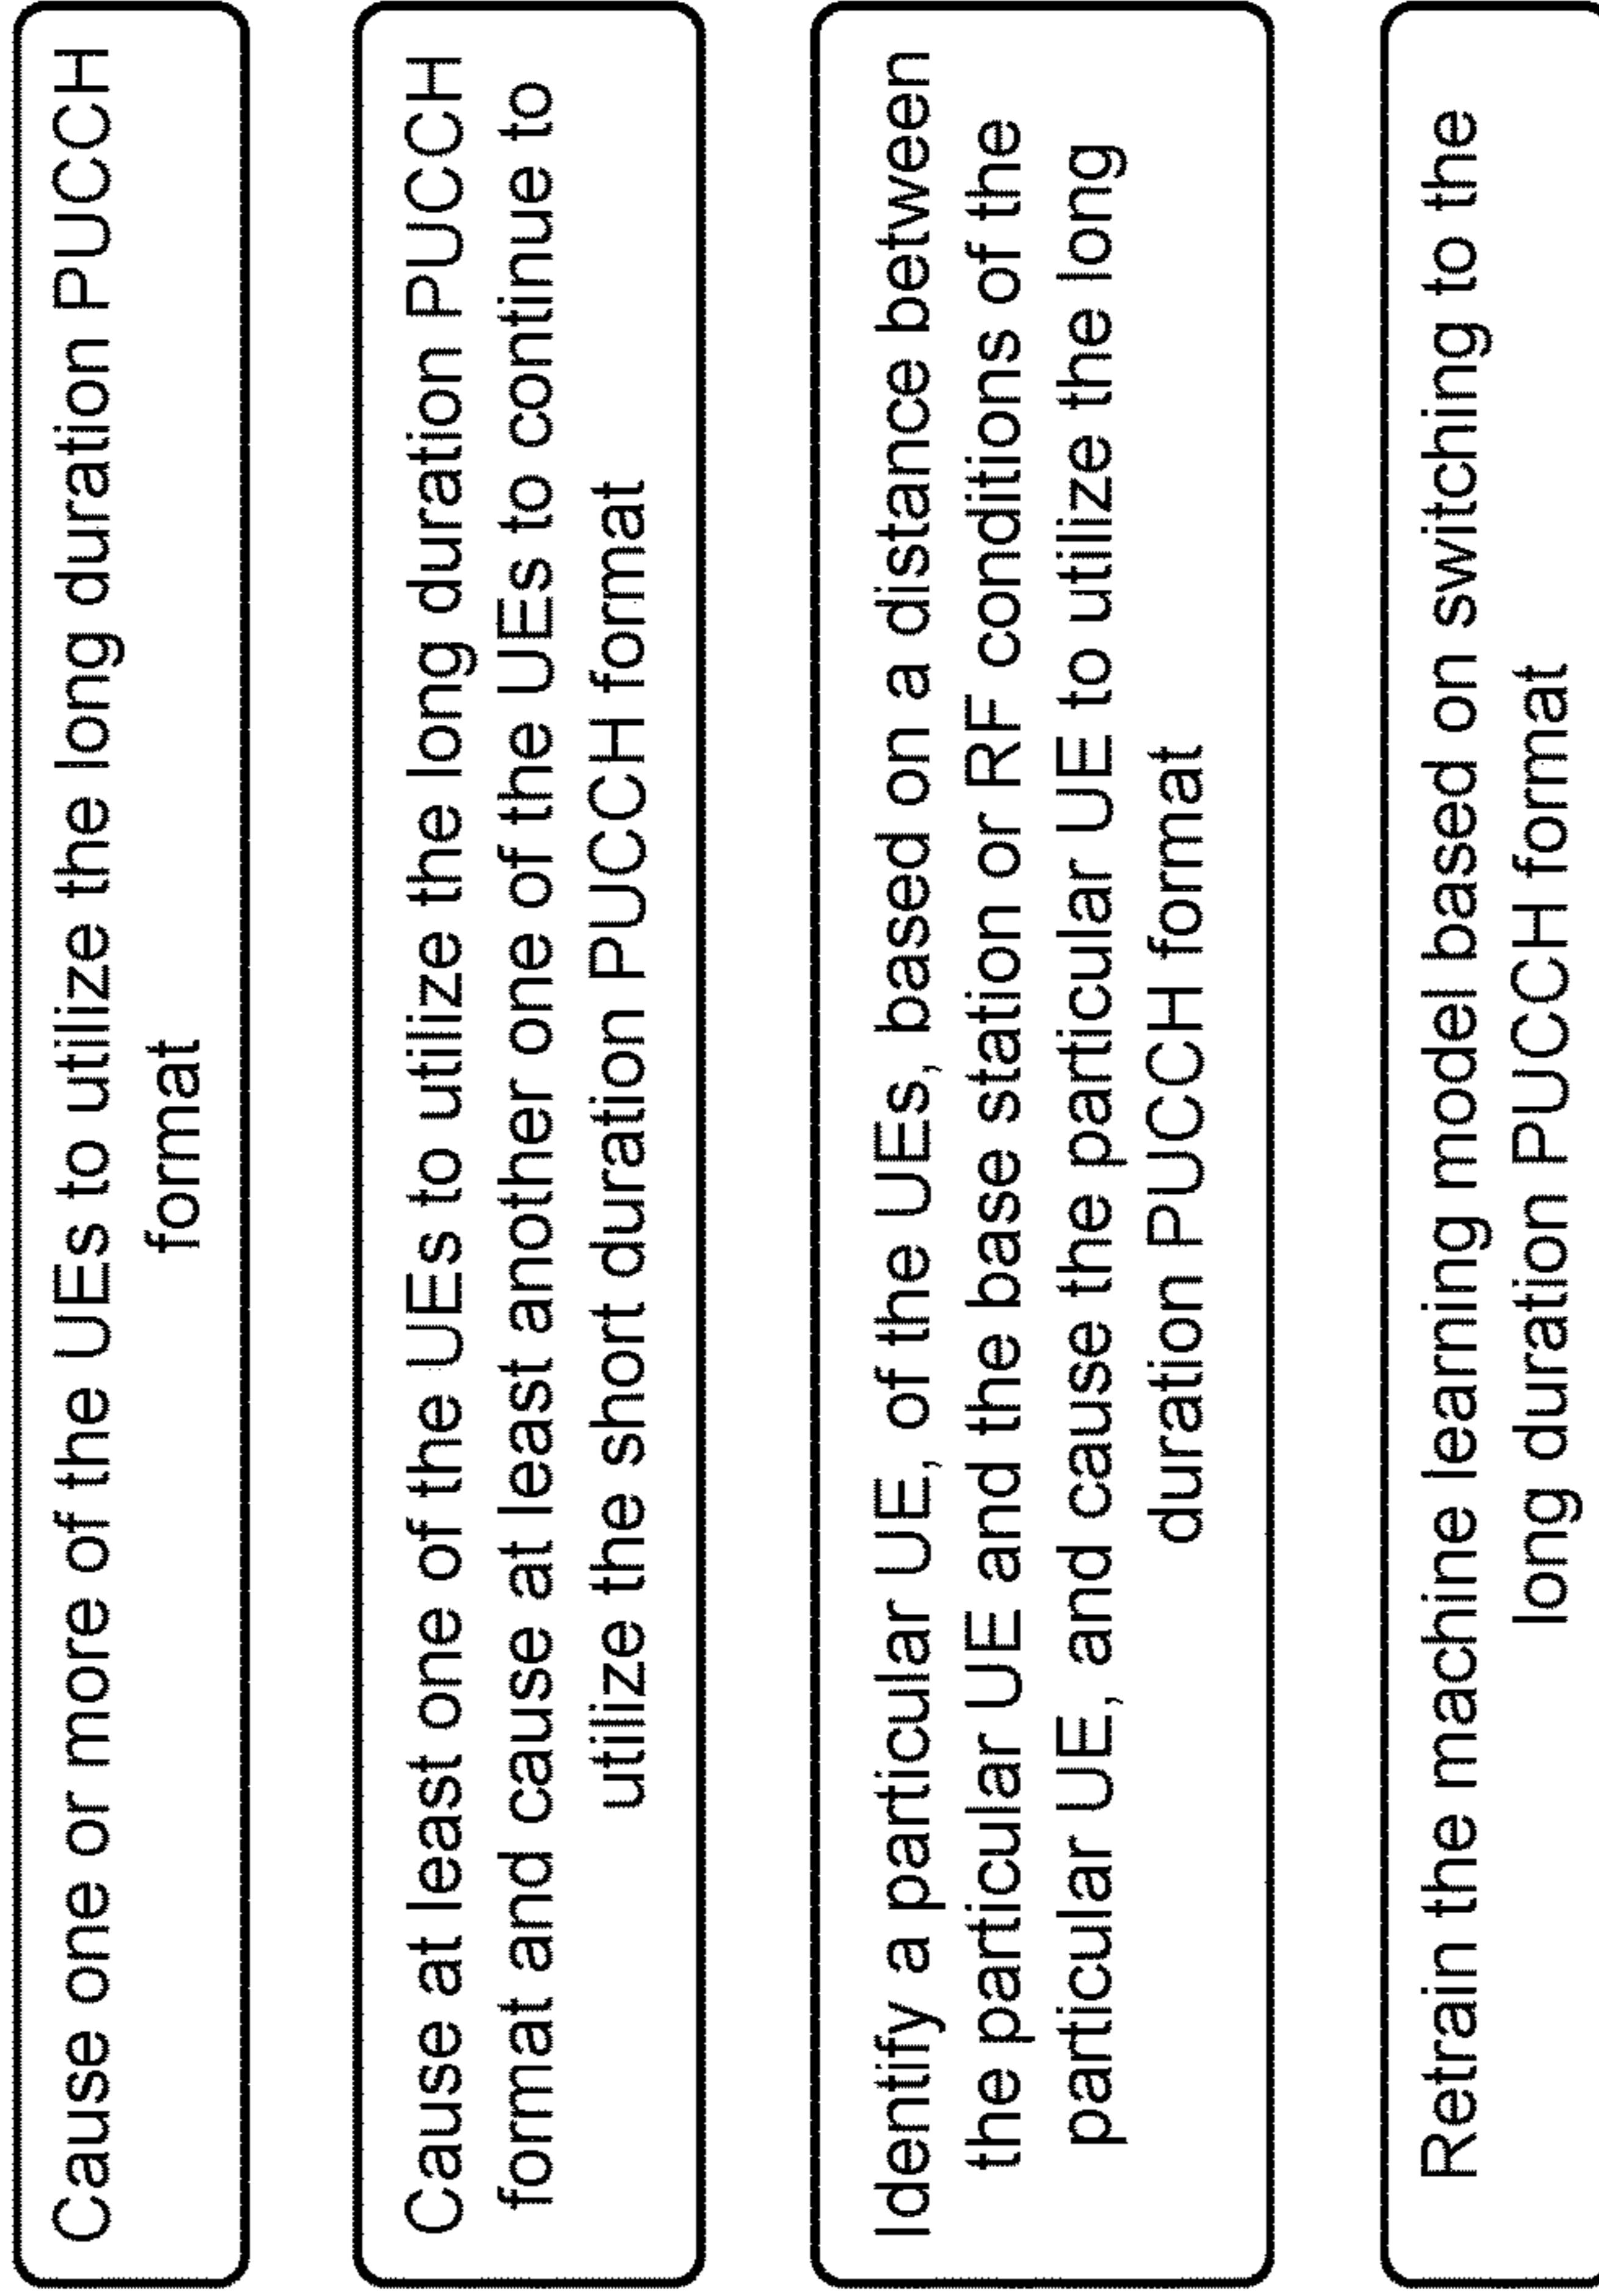 Cause one or more of the UEs to utilize the long duration PUCCH
format
Cause at least one of the UEs to utilize the long duration PUCCH
format and cause at least another one of the UEs to continue to
utilize the short duration PUCCH format
Identify a particular UE, of the UEs, based on a distance between
the particular UE and the base station or RF conditions of the
particular UE, and cause the particular UE to utilize the long
duration PUCCH format
Retrain the machine learning model based on switching to the
long duration PUCCH format